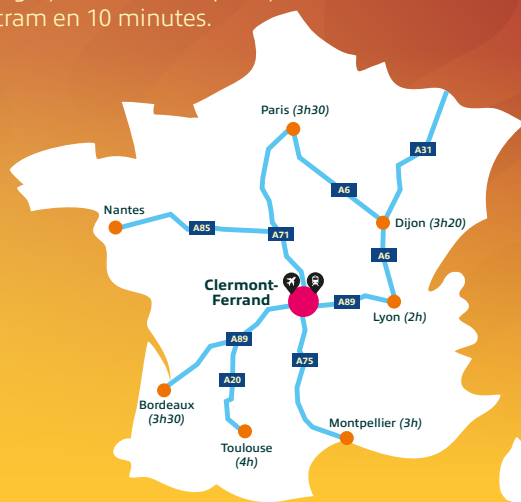 tram en 10 minutes.
Paris (3h30)
A31
A6
Nantes
A85
A71
Dijon (3h20)
A6
Clermont-
Ferrand
A89
Lyon (2h)
A89
A75
A20
Bordeaux
(3h30)
Montpellier (3h)
Toulouse
(4h)